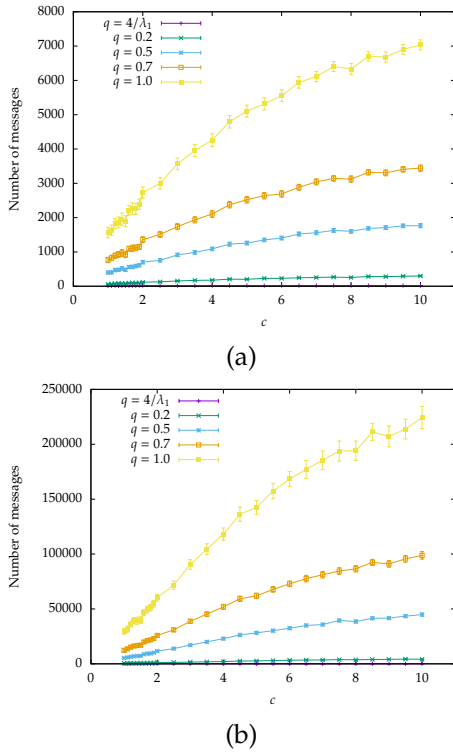 8000
7000
6000
5000
4000
3000
2000
1000
0
Number of messages
q = 4/λ₁
q = 0.2
q = 0.5
q = 0.7
q = 1.0
0 2 4 6 8 10
c
(a)
250000
200000
150000
100000
50000
0
Number of messages
q = 4/λ₁
q = 0.2
q = 0.5
q = 0.7
q = 1.0
0 2 4 6 8 10
c
(b)